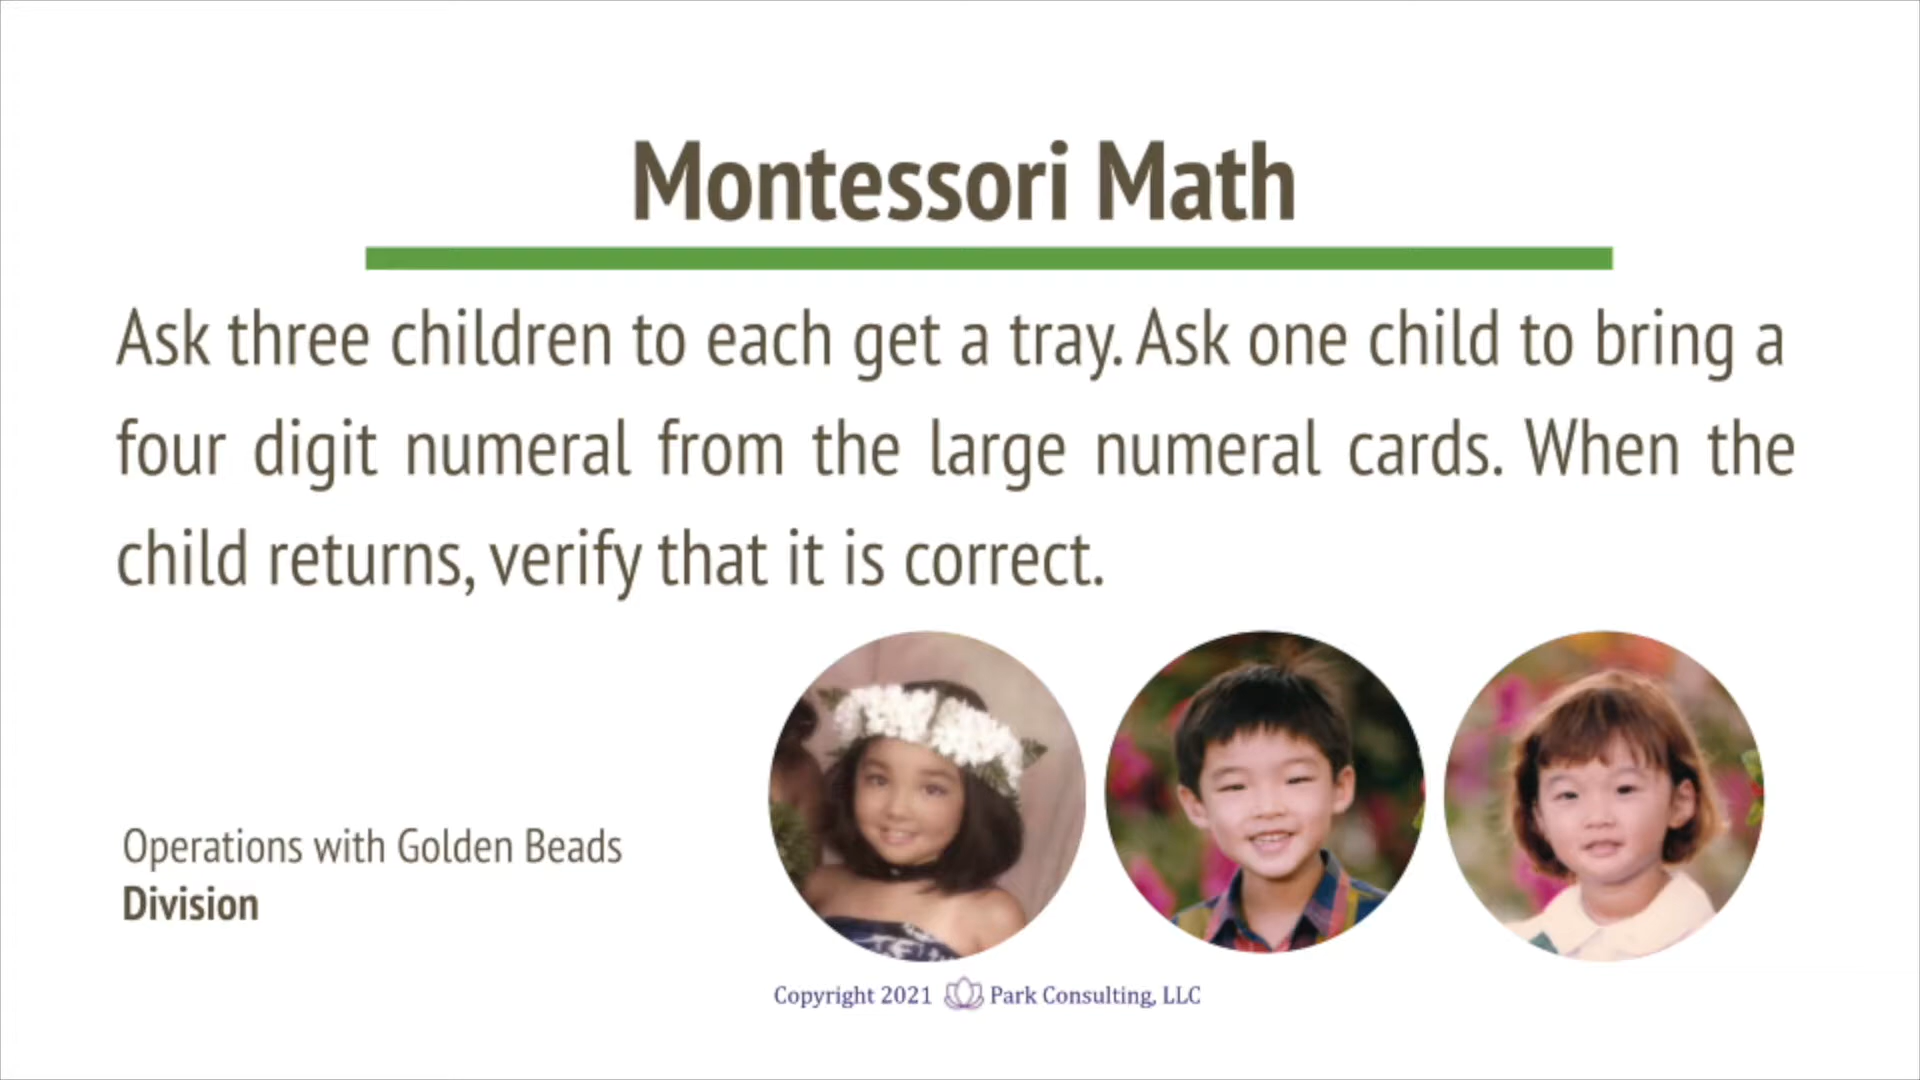 Montessori Math
Ask three children to each get a tray. Ask one child to bring a
four digit numeral from the large numeral cards. When the
child returns, verify that it is correct.
Operations with Golden Beads
Division
Copyright 2021 Park Consulting, LLC